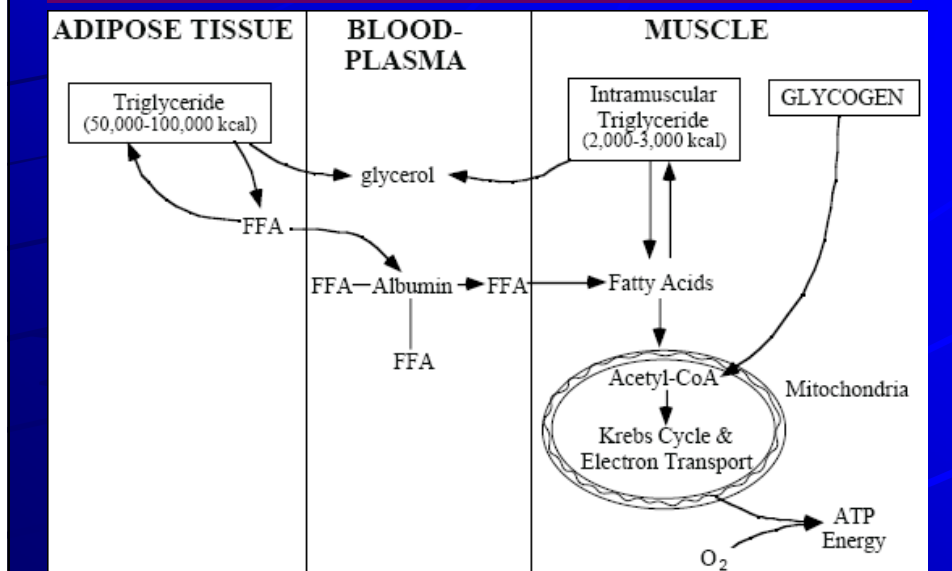 ADIPOSE TISSUE
BLOOD-
PLASMA
MUSCLE
Triglyceride
(50,000-100,000 kcal)
Intramuscular
Triglyceride
(2,000-3,000 kcal)
GLYCOGEN
glycerol
FFA
FFA–Albumin
FFA
Fatty Acids
FFA
Acetyl-CoA
Mitochondria
Krebs Cycle &
Electron Transport
ATP
Energy
O2